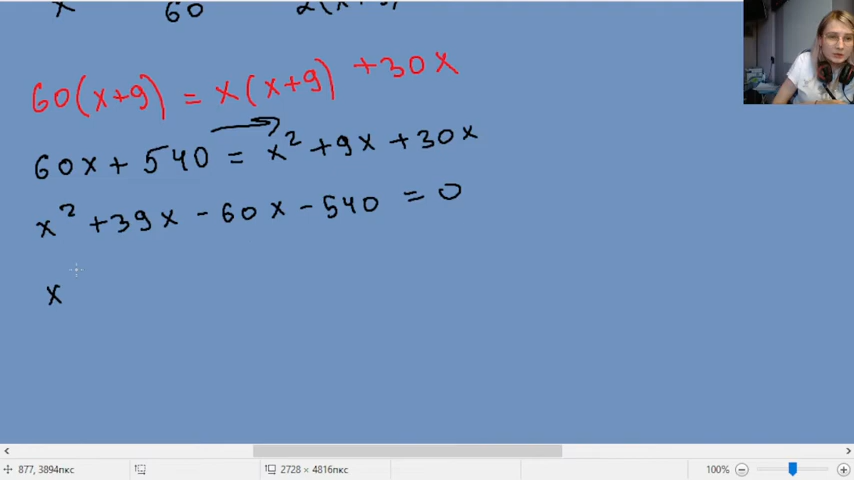 x 60
60(x+9) = x(x+9) +30x
60x + 540 = x² +9x +30x
x² +39x - 60x - 540 = 0
x
877, 3894пкс 2728 × 4816пкс 100%